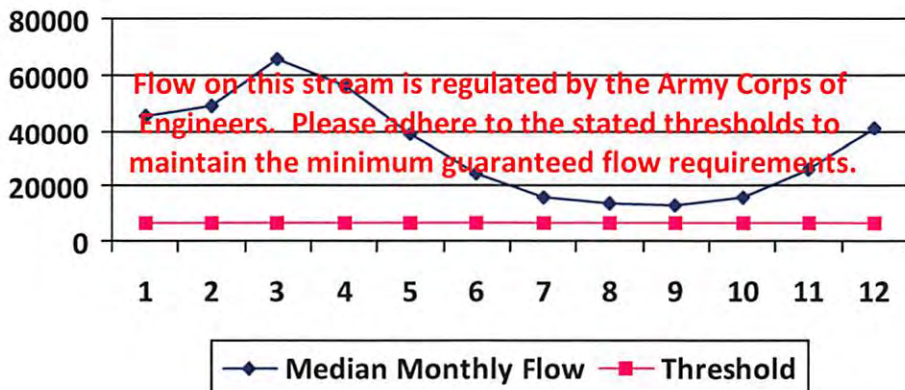 80000
60000
40000
20000
0
Flow on this stream is regulated by the Army Corps of
Engineers. Please adhere to the stated thresholds to
maintain the minimum guaranteed flow requirements.
1 2 3 4 5 6 7 8 9 10 11 12
Median Monthly Flow Threshold